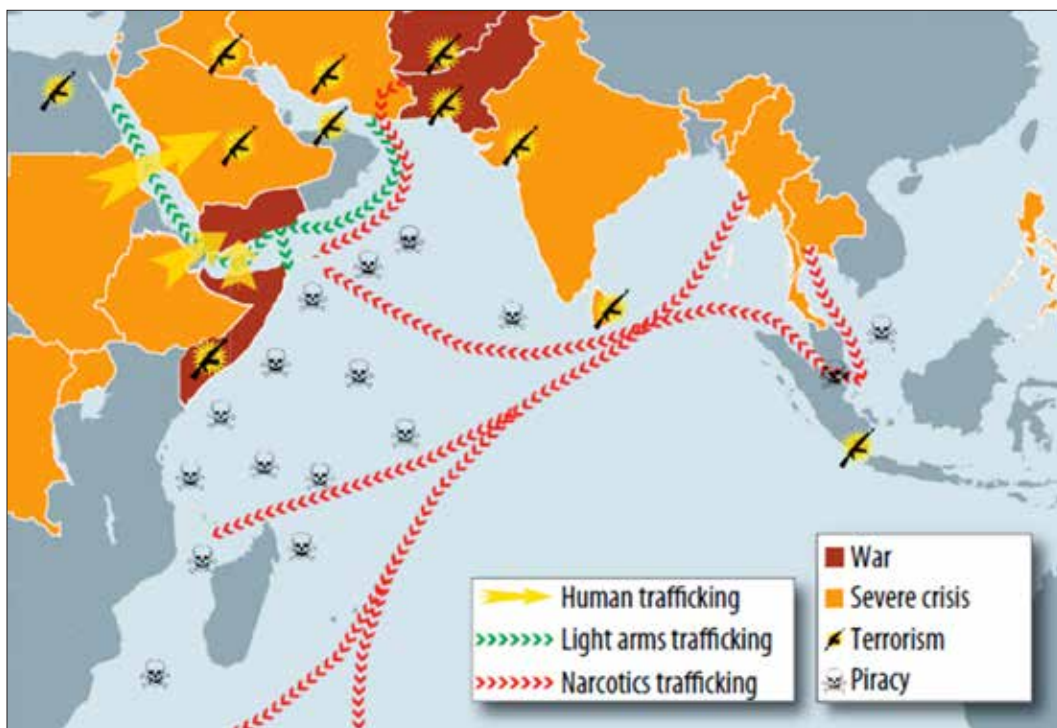 Human trafficking
Light arms trafficking
Narcotics trafficking
War
Severe crisis
Terrorism
Piracy